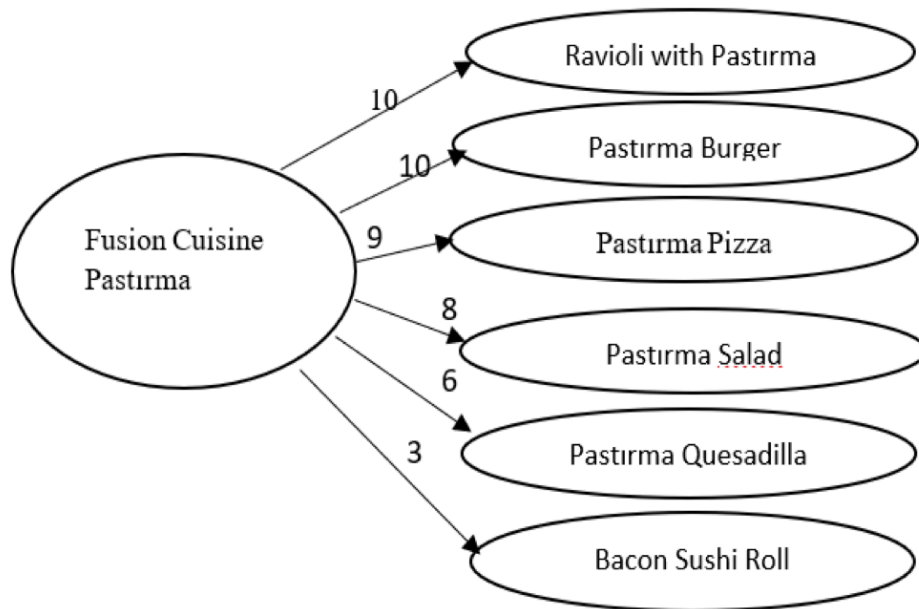 Ravioli with Pastırma
10
Pastırma Burger
10
Fusion Cuisine
Pastırma
9
Pastırma Pizza
8
Pastırma Salad
6
Pastırma Quesadilla
3
Bacon Sushi Roll